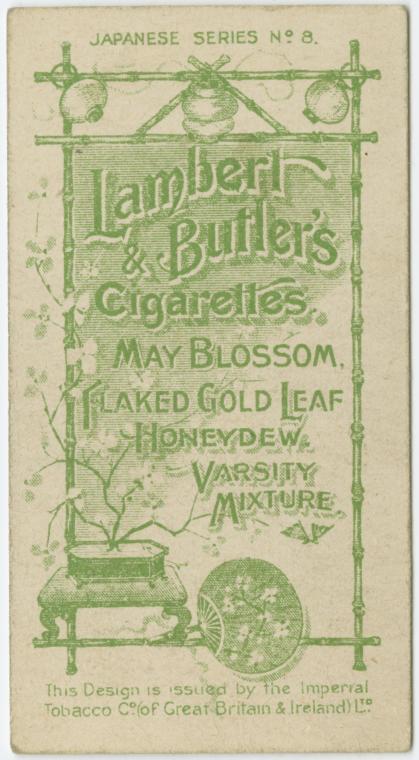 JAPANESE SERIES Nº 8.
Lambert
& Butler's
Cigarettes.
MAY BLOSSOM,
FLAKED GOLD LEAF
HONEYDEW,
VARSITY
MIXTURE
This Design is issued by the Imperial
Tobacco Cº (of Great Britain & Ireland) Lᵀᴰ.